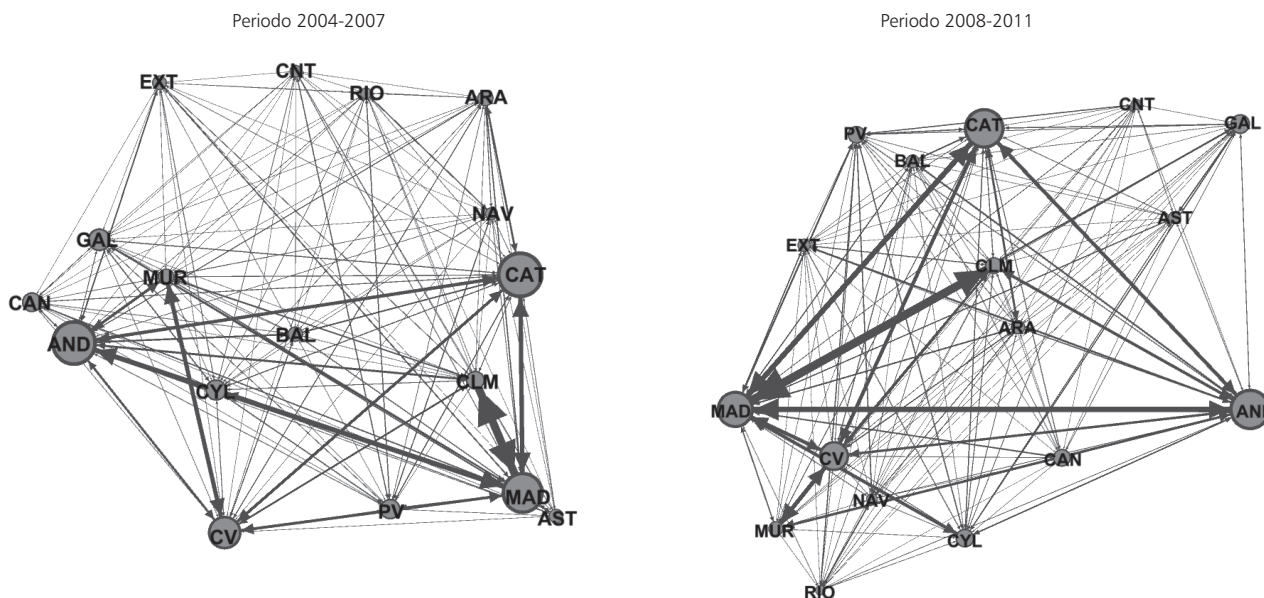 Periodo 2004-2007
EXT
CNT
RIO
ARA
NAV
GAL
MUR
CAT
CAN
AND
BAL
CYL
CLM
MAD
PV
AST
CV
Periodo 2008-2011
CNT
GAL
CAT
PV
BAL
AST
EXT
CLM
ARA
MAD
AN
CV
CAN
NAV
MUR
CYL
RIO